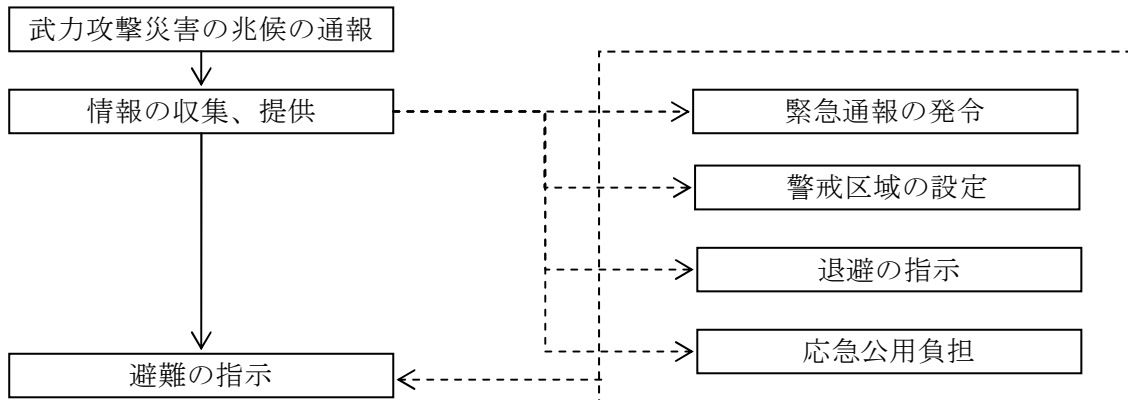 武力攻撃災害の兆候の通報
情報の収集、提供
緊急通報の発令
警戒区域の設定
退避の指示
応急公用負担
避難の指示